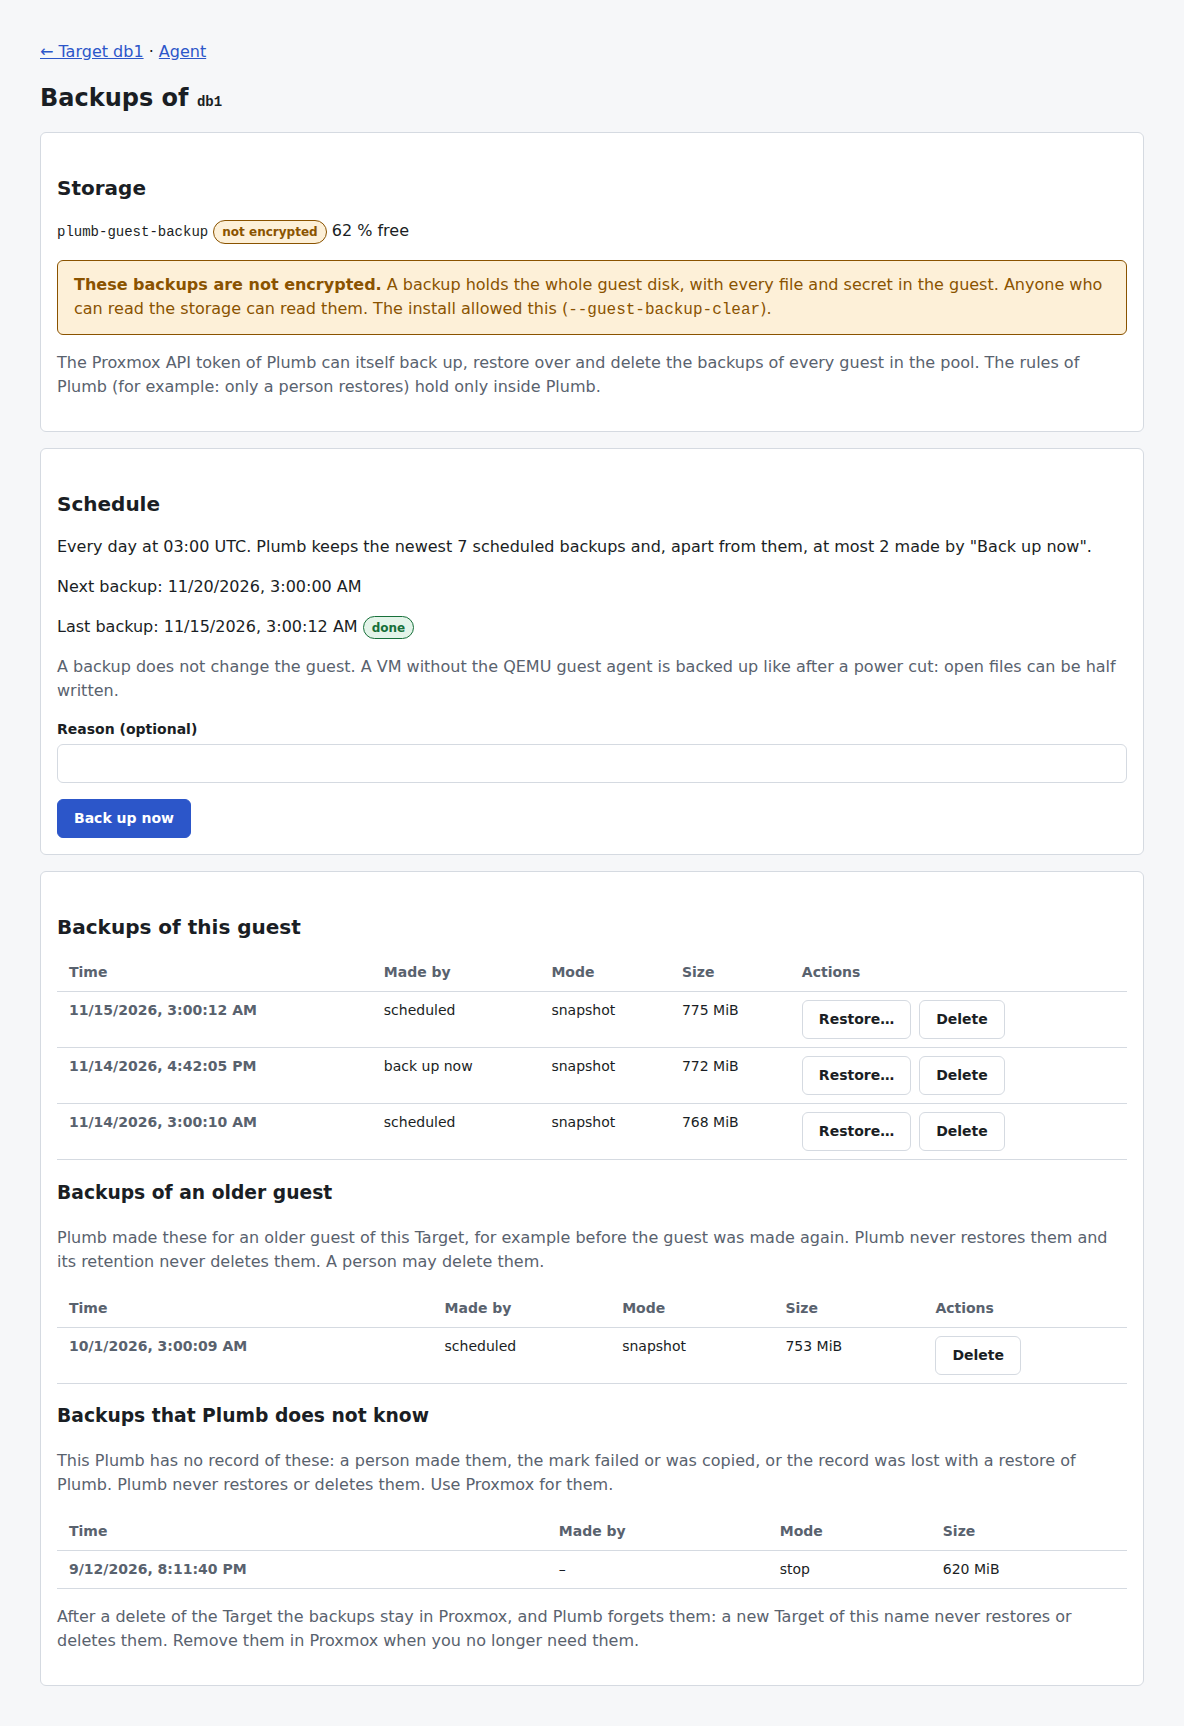 ← Target db1 · Agent
Backups of db1
Storage
plumb-guest-backup not encrypted 62 % free
These backups are not encrypted. A backup holds the whole guest disk, with every file and secret in the guest. Anyone who
can read the storage can read them. The install allowed this (--guest-backup-clear).
The Proxmox API token of Plumb can itself back up, restore over and delete the backups of every guest in the pool. The rules of
Plumb (for example: only a person restores) hold only inside Plumb.
Schedule
Every day at 03:00 UTC. Plumb keeps the newest 7 scheduled backups and, apart from them, at most 2 made by "Back up now".
Next backup: 11/20/2026, 3:00:00 AM
Last backup: 11/15/2026, 3:00:12 AM done
A backup does not change the guest. A VM without the QEMU guest agent is backed up like after a power cut: open files can be half
written.
Reason (optional)
Back up now
Backups of this guest
Time Made by Mode Size Actions
11/15/2026, 3:00:12 AM scheduled snapshot 775 MiB Restore... Delete
11/14/2026, 4:42:05 PM back up now snapshot 772 MiB Restore... Delete
11/14/2026, 3:00:10 AM scheduled snapshot 768 MiB Restore... Delete
Backups of an older guest
Plumb made these for an older guest of this Target, for example before the guest was made again. Plumb never restores them and
its retention never deletes them. A person may delete them.
Time Made by Mode Size Actions
10/1/2026, 3:00:09 AM scheduled snapshot 753 MiB Delete
Backups that Plumb does not know
This Plumb has no record of these: a person made them, the mark failed or was copied, or the record was lost with a restore of
Plumb. Plumb never restores or deletes them. Use Proxmox for them.
Time Made by Mode Size
9/12/2026, 8:11:40 PM – stop 620 MiB
After a delete of the Target the backups stay in Proxmox, and Plumb forgets them: a new Target of this name never restores or
deletes them. Remove them in Proxmox when you no longer need them.